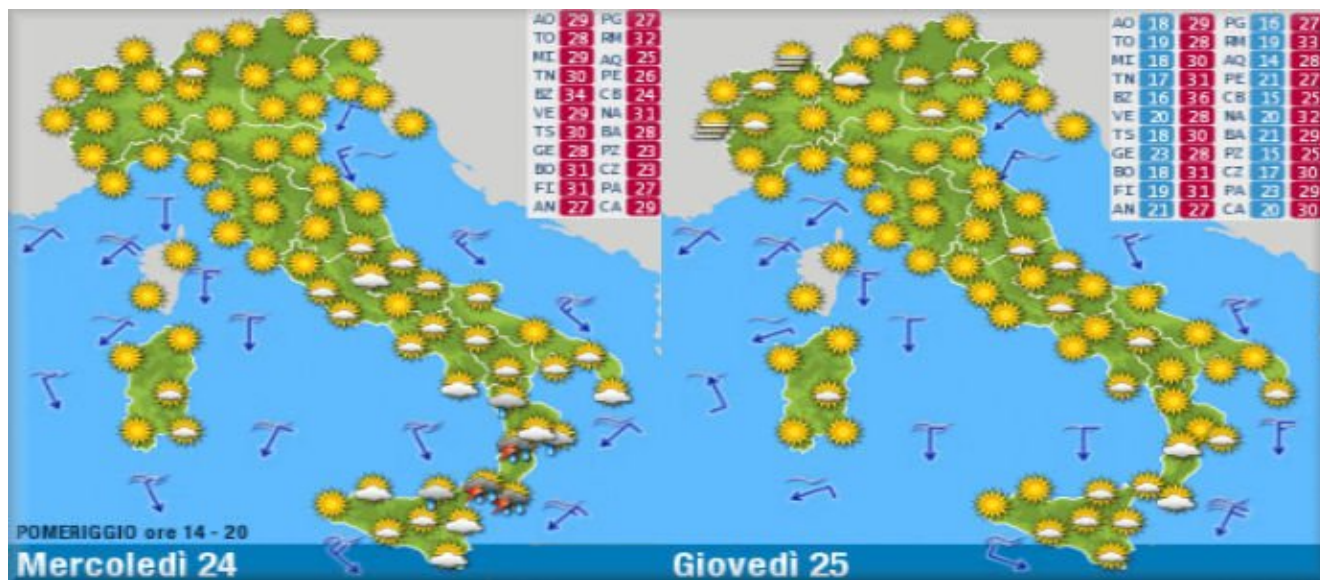 AO 29 PG 27
TO 28 RM 32
MI 29 AQ 25
TN 30 PE 26
BZ 34 CB 24
VE 29 NA 31
TS 30 BA 28
GE 28 PZ 23
BO 31 CZ 23
FI 31 PA 27
AN 27 CA 29
POMERIGGIO ore 14 - 20
Mercoledì 24
AO 18 29 PG 16 27
TO 19 28 RM 19 33
MI 18 30 AQ 14 28
TN 17 31 PE 21 27
BZ 16 36 CB 15 25
VE 20 28 NA 20 32
TS 18 30 BA 21 29
GE 23 28 PZ 15 25
BO 18 31 CZ 17 30
FI 19 31 PA 23 29
AN 21 27 CA 20 30
Giovedì 25